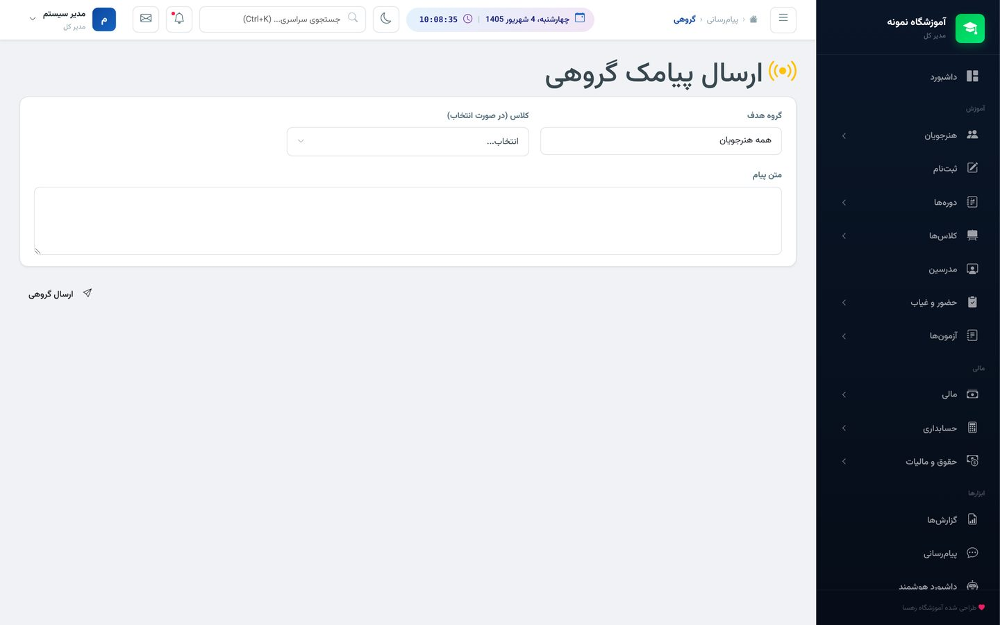 آموزشگاه نمونه
مدیر کل
داشبورد
آموزش
هنرجویان
ثبت‌نام
دوره‌ها
کلاس‌ها
مدرسین
حضور و غیاب
آزمون‌ها
مالی
مالی
حسابداری
حقوق و مالیات
ابزارها
گزارش‌ها
پیام‌رسانی
داشبورد هوشمند
طراحی شده آموزشگاه رهسا
پیام‌رسانی ‹ گروهی
چهارشنبه، 4 شهریور 1405 | 10:08:35
جستجوی سراسری... (Ctrl+K)
م
مدیر سیستم
مدیر کل
ارسال پیامک گروهی
گروه هدف
همه هنرجویان
کلاس (در صورت انتخاب)
انتخاب...
متن پیام
ارسال گروهی